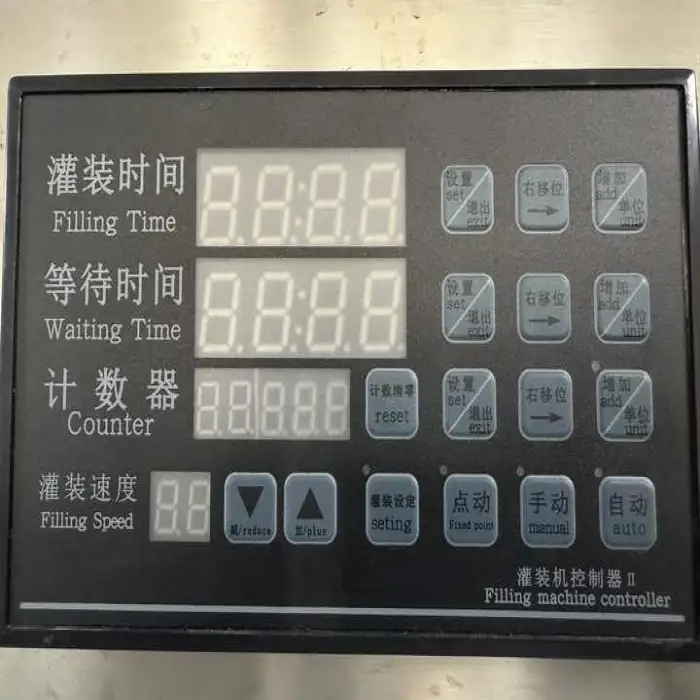 灌装时间
Filling Time
设置
set
退出
exit
右移位
增加
add
单位
unit
等待时间
Waiting Time
设置
set
退出
exit
右移位
增加
add
单位
unit
计数器
Counter
计数清零
reset
设置
set
退出
exit
右移位
增加
add
单位
unit
灌装速度
Filling Speed
减/reduce
加/plus
灌装设定
seting
点动
Fixed point
手动
manual
自动
auto
灌装机控制器 II
Filling machine controller